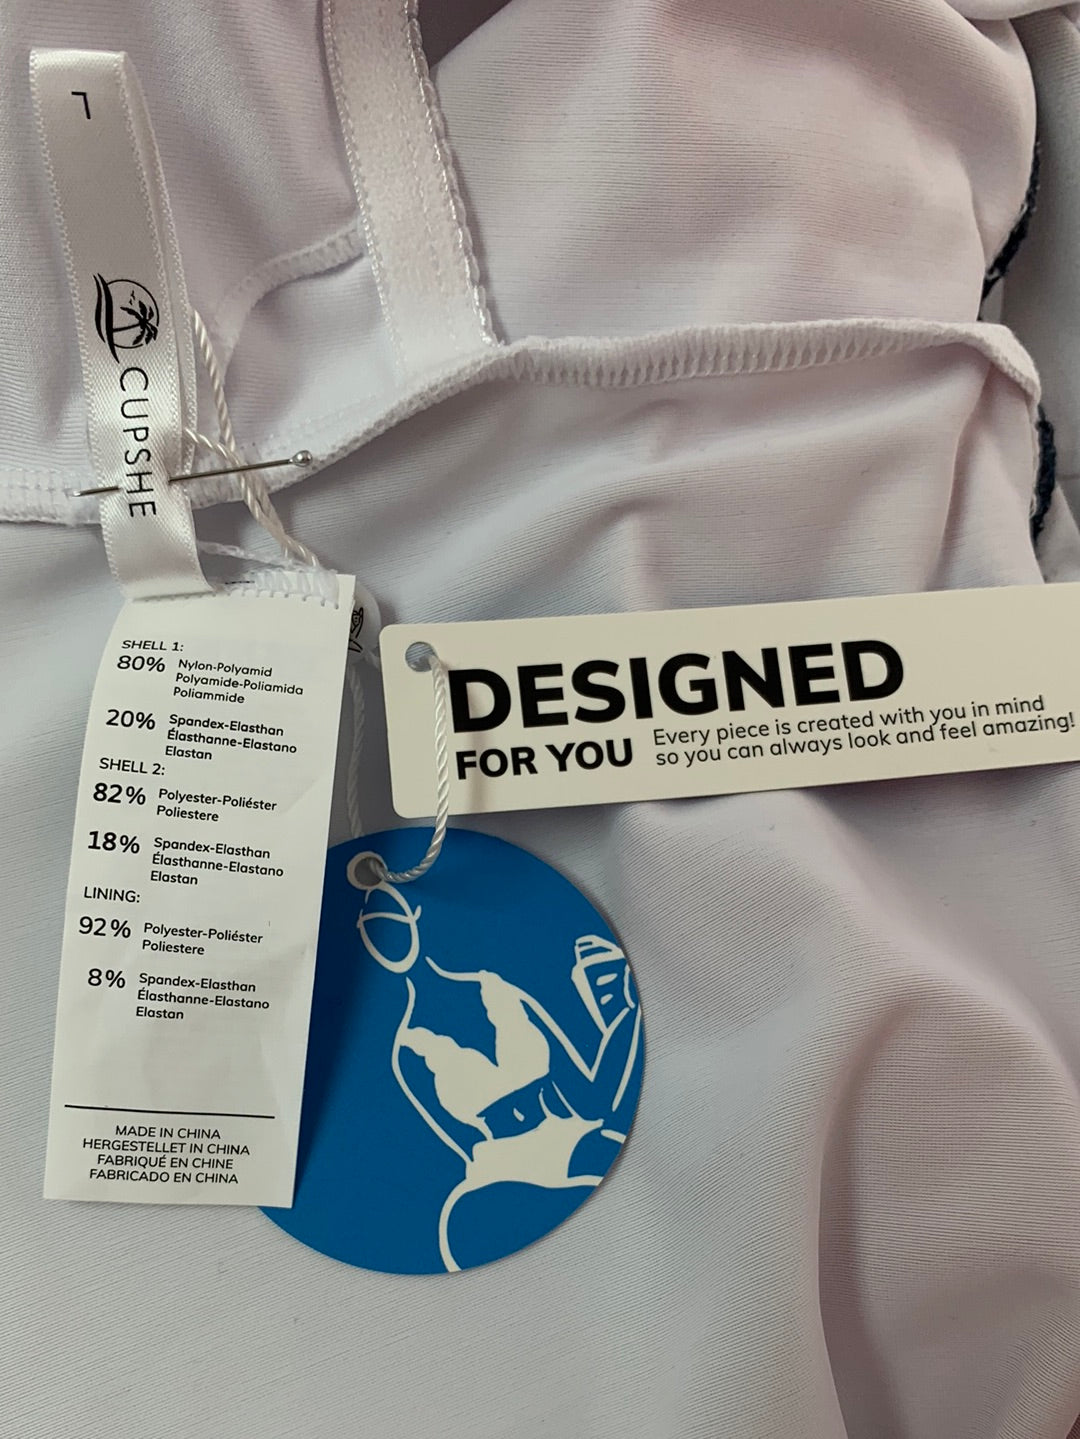 L
CUPSHE
SHELL 1:
80% Nylon-Polyamid
Polyamide-Poliamida
Poliammide
20% Spandex-Elasthan
Élasthanne-Elastano
Elastan
SHELL 2:
82% Polyester-Poliéster
Poliestere
18% Spandex-Elasthan
Élasthanne-Elastano
Elastan
LINING:
92% Polyester-Poliéster
Poliestere
8% Spandex-Elasthan
Élasthanne-Elastano
Elastan
MADE IN CHINA
HERGESTELLET IN CHINA
FABRIQUÉ EN CHINE
FABRICADO EN CHINA
DESIGNED
FOR YOU
Every piece is created with you in mind
so you can always look and feel amazing!